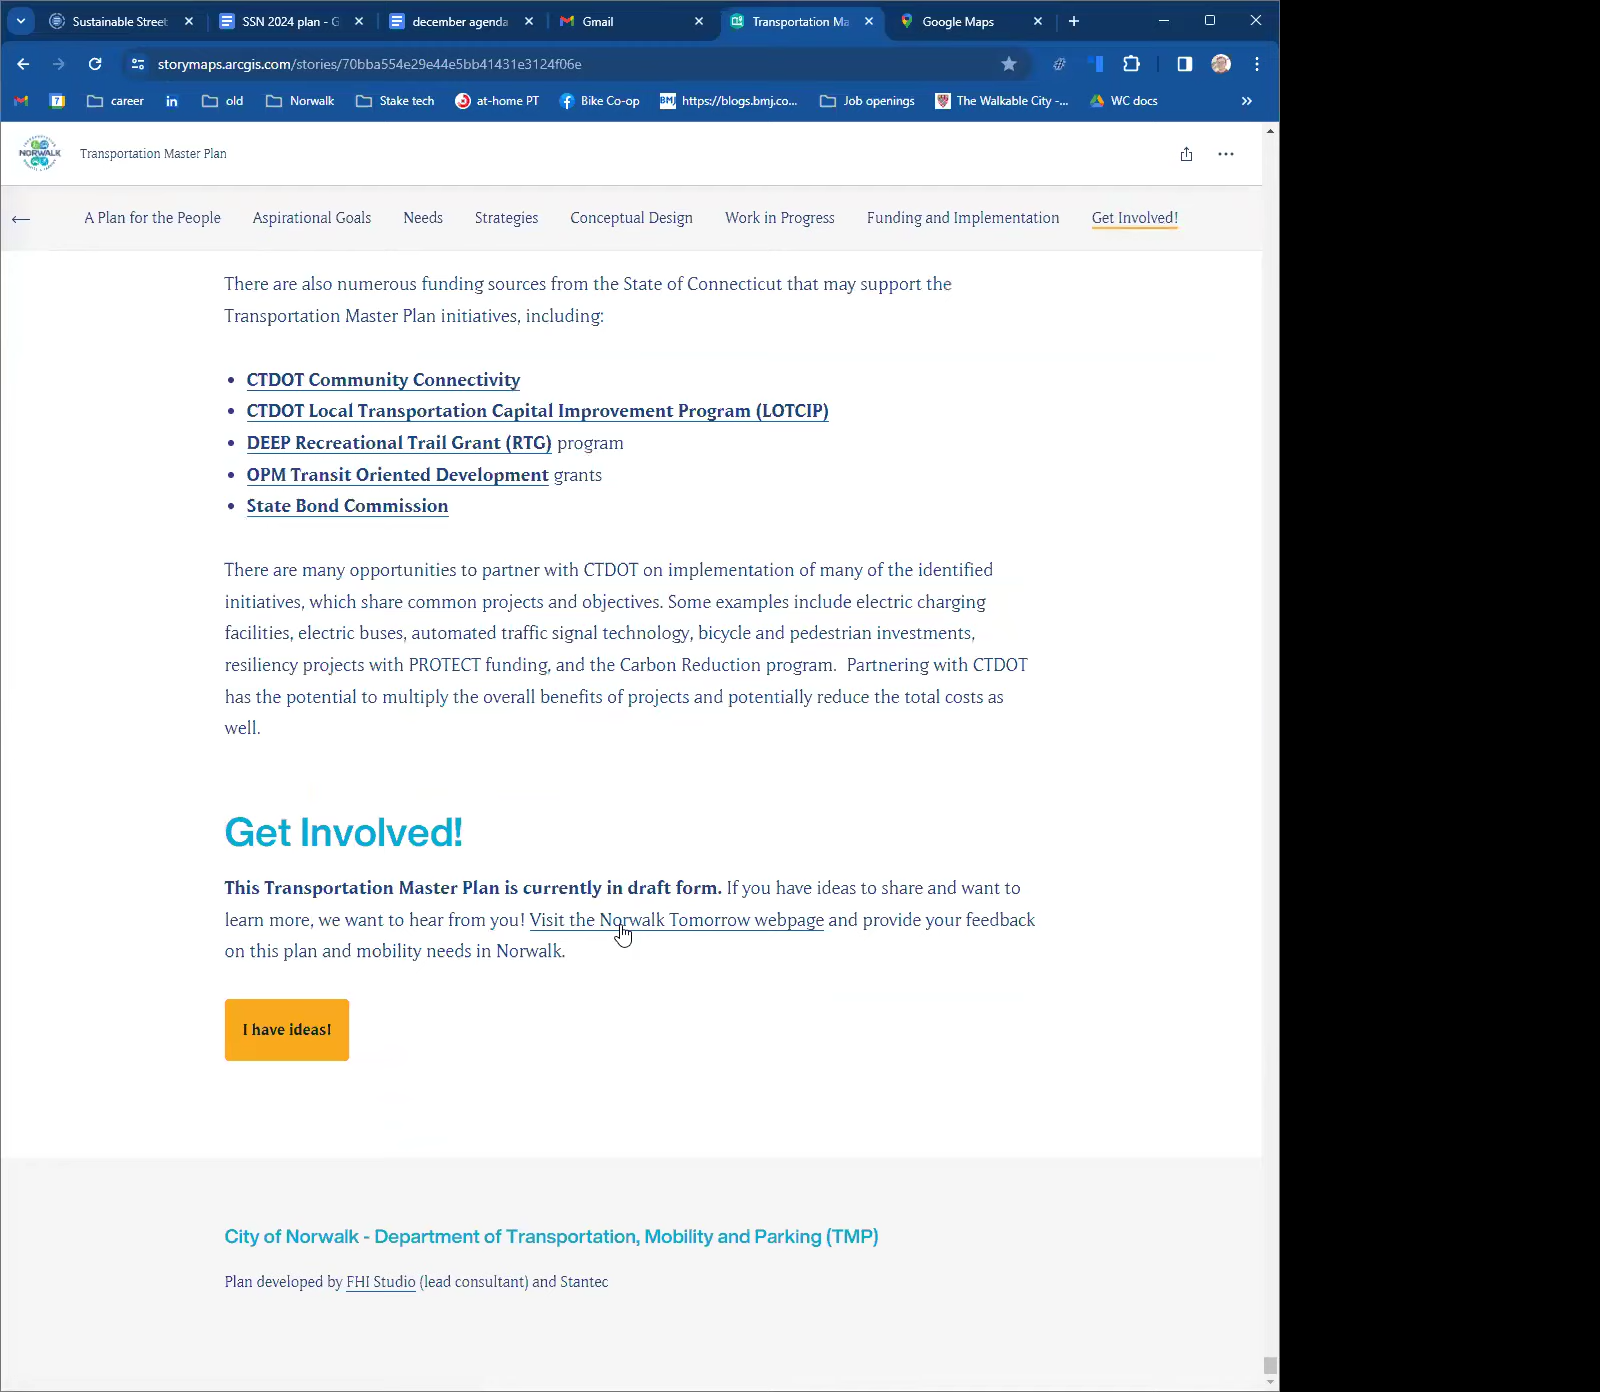 Sustainable Street
SSN 2024 plan - G
december agenda
Gmail
Transportation Ma
Google Maps
storymaps.arcgis.com/stories/70bba554e29e44e5bb41431e3124f06e
7
career
in
old
Norwalk
Stake tech
at-home PT
Bike Co-op
BMJ
https://blogs.bmj.co...
Job openings
The Walkable City -...
WC docs
NORWALK
Transportation Master Plan
A Plan for the People
Aspirational Goals
Needs
Strategies
Conceptual Design
Work in Progress
Funding and Implementation
Get Involved!
There are also numerous funding sources from the State of Connecticut that may support the
Transportation Master Plan initiatives, including:
• CTDOT Community Connectivity
• CTDOT Local Transportation Capital Improvement Program (LOTCIP)
• DEEP Recreational Trail Grant (RTG) program
• OPM Transit Oriented Development grants
• State Bond Commission
There are many opportunities to partner with CTDOT on implementation of many of the identified
initiatives, which share common projects and objectives. Some examples include electric charging
facilities, electric buses, automated traffic signal technology, bicycle and pedestrian investments,
resiliency projects with PROTECT funding, and the Carbon Reduction program.  Partnering with CTDOT
has the potential to multiply the overall benefits of projects and potentially reduce the total costs as
well.
Get Involved!
This Transportation Master Plan is currently in draft form. If you have ideas to share and want to
learn more, we want to hear from you! Visit the Norwalk Tomorrow webpage and provide your feedback
on this plan and mobility needs in Norwalk.
I have ideas!
City of Norwalk - Department of Transportation, Mobility and Parking (TMP)
Plan developed by FHI Studio (lead consultant) and Stantec